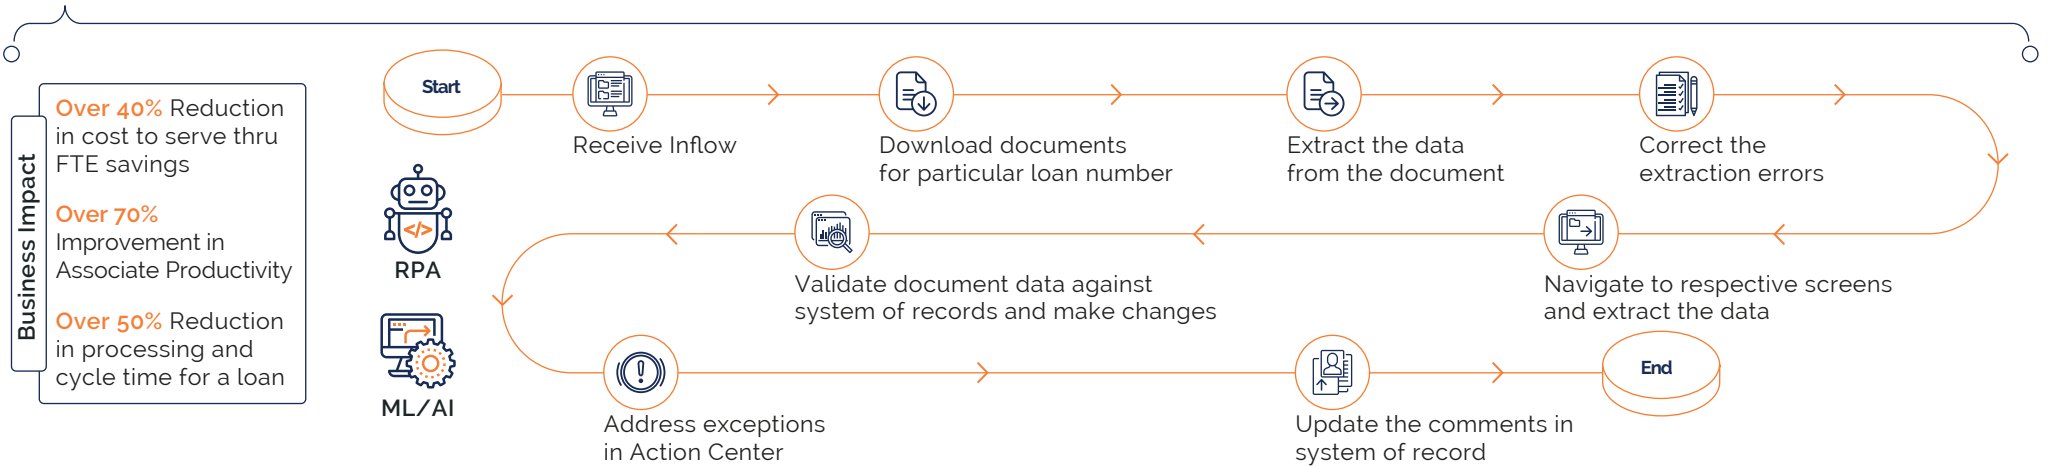 Business Impact
Over 40% Reduction
in cost to serve thru
FTE savings
Over 70%
Improvement in
Associate Productivity
Over 50% Reduction
in processing and
cycle time for a loan
RPA
</>
ML/AI
Start
Receive Inflow
Download documents
for particular loan number
Extract the data
from the document
Correct the
extraction errors
Navigate to respective screens
and extract the data
Validate document data against
system of records and make changes
Address exceptions
in Action Center
Update the comments in
system of record
End